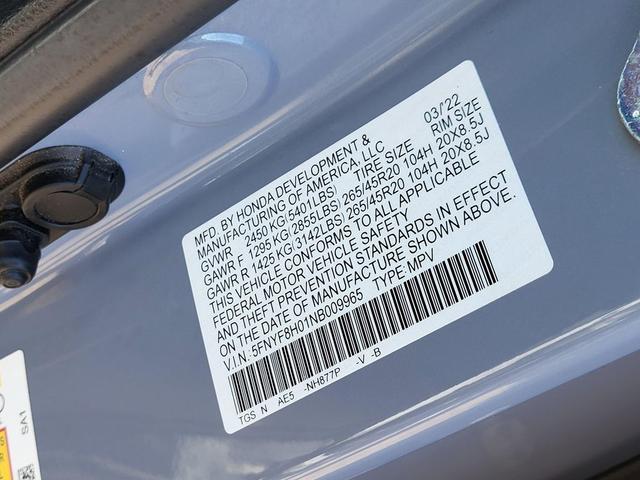 MFD. BY HONDA DEVELOPMENT &
MANUFACTURING OF AMERICA, LLC 03/'22
GVWR 2450 KG(5401LBS) TIRE SIZE RIM SIZE
GAWR F 1295 KG(2855LBS) 265/45R20 104H 20X8.5J
GAWR R 1425 KG(3142LBS) 265/45R20 104H 20X8.5J
THIS VEHICLE CONFORMS TO ALL APPLICABLE
FEDERAL MOTOR VEHICLE SAFETY
AND THEFT PREVENTION STANDARDS IN EFFECT
ON THE DATE OF MANUFACTURE SHOWN ABOVE.
V.I.N: 5FNYF8H01NB009965 TYPE:MPV
TGS N AE5 -NH877P -V -B
SA1